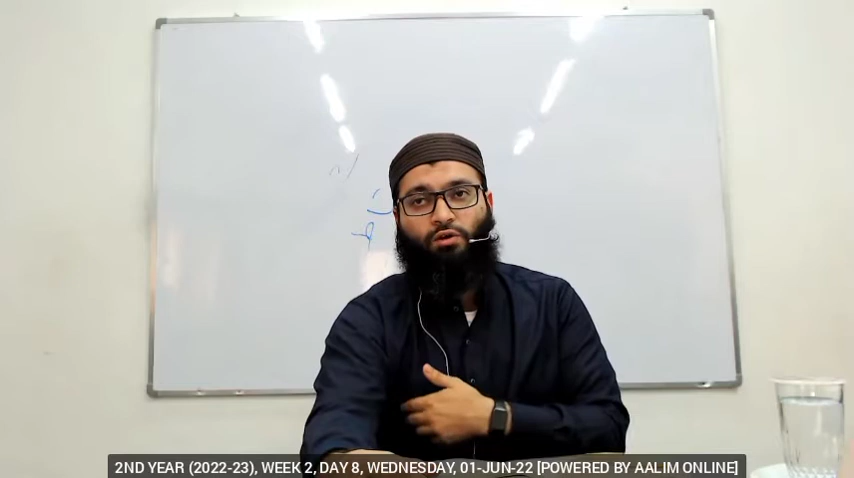 2ND YEAR (2022-23), WEEK 2, DAY 8, WEDNESDAY, 01-JUN-22 [POWERED BY AALIM ONLINE]